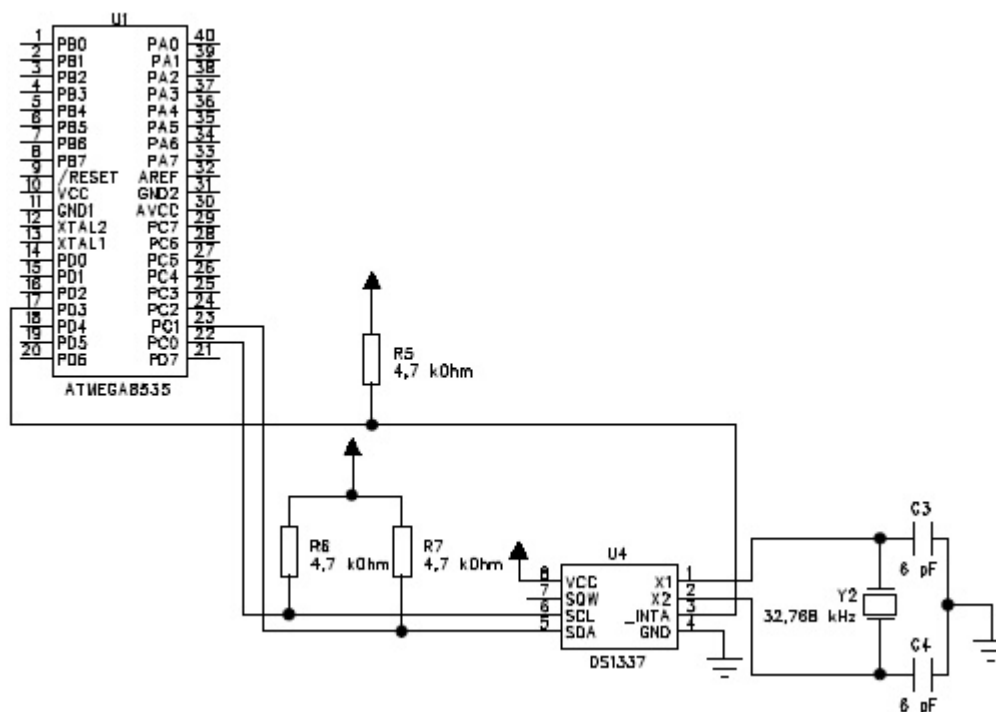 U1
1 PB0 PA0 40
2 PB1 PA1 39
3 PB2 PA2 38
4 PB3 PA3 37
5 PB4 PA4 36
6 PB5 PA5 35
7 PB6 PA6 34
8 PB7 PA7 33
9 /RESET AREF 32
10 VCC GND2 31
11 GND1 AVCC 30
12 XTAL2 PC7 29
13 XTAL1 PC6 28
14 PD0 PC5 27
15 PD1 PC4 26
16 PD2 PC3 25
17 PD3 PC2 24
18 PD4 PC1 23
19 PD5 PC0 22
20 PD6 PD7 21
ATMEGA8535
R5
4,7 kOhm
R6
4,7 kOhm
R7
4,7 kOhm
U4
8 VCC X1 1
7 SQW X2 2
6 SCL _INTA 3
5 SDA GND 4
DS1337
Y2
32,768 kHz
C3
6 pF
C4
6 pF